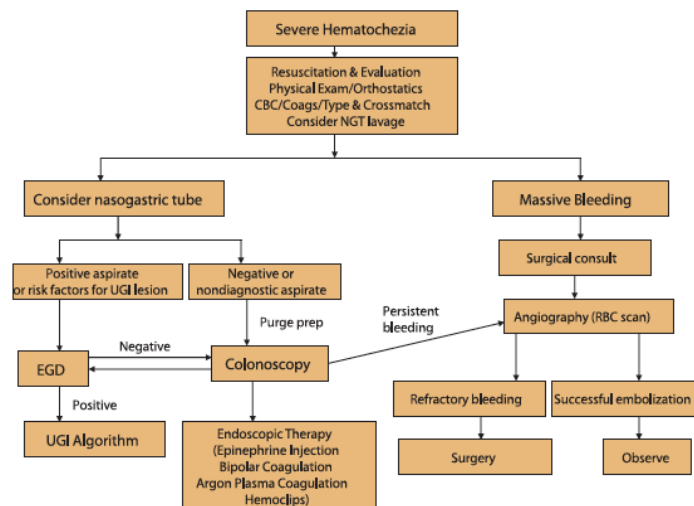 Severe Hematochezia
Resuscitation & Evaluation
Physical Exam/Orthostatics
CBC/Coags/Type & Crossmatch
Consider NGT lavage
Consider nasogastric tube
Massive Bleeding
Positive aspirate
or risk factors for UGI lesion
Negative or
nondiagnostic aspirate
Surgical consult
Purge prep
Persistent
bleeding
Angiography (RBC scan)
EGD
Negative
Colonoscopy
Positive
Refractory bleeding
Successful embolization
UGI Algorithm
Endoscopic Therapy
(Epinephrine Injection
Bipolar Coagulation
Argon Plasma Coagulation
Hemoclips)
Surgery
Observe